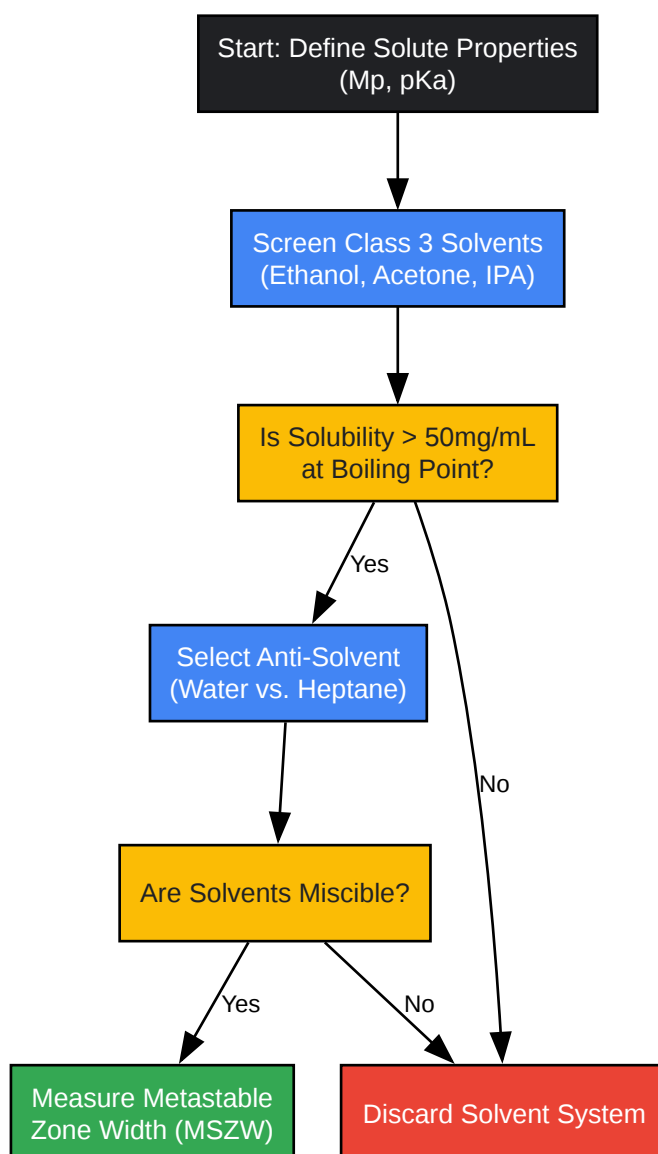 Start: Define Solute Properties
(Mp, pKa)
Screen Class 3 Solvents
(Ethanol, Acetone, IPA)
Is Solubility > 50mg/mL
at Boiling Point?
Yes
Select Anti-Solvent
(Water vs. Heptane)
No
Are Solvents Miscible?
Yes
No
Measure Metastable
Zone Width (MSZW)
Discard Solvent System